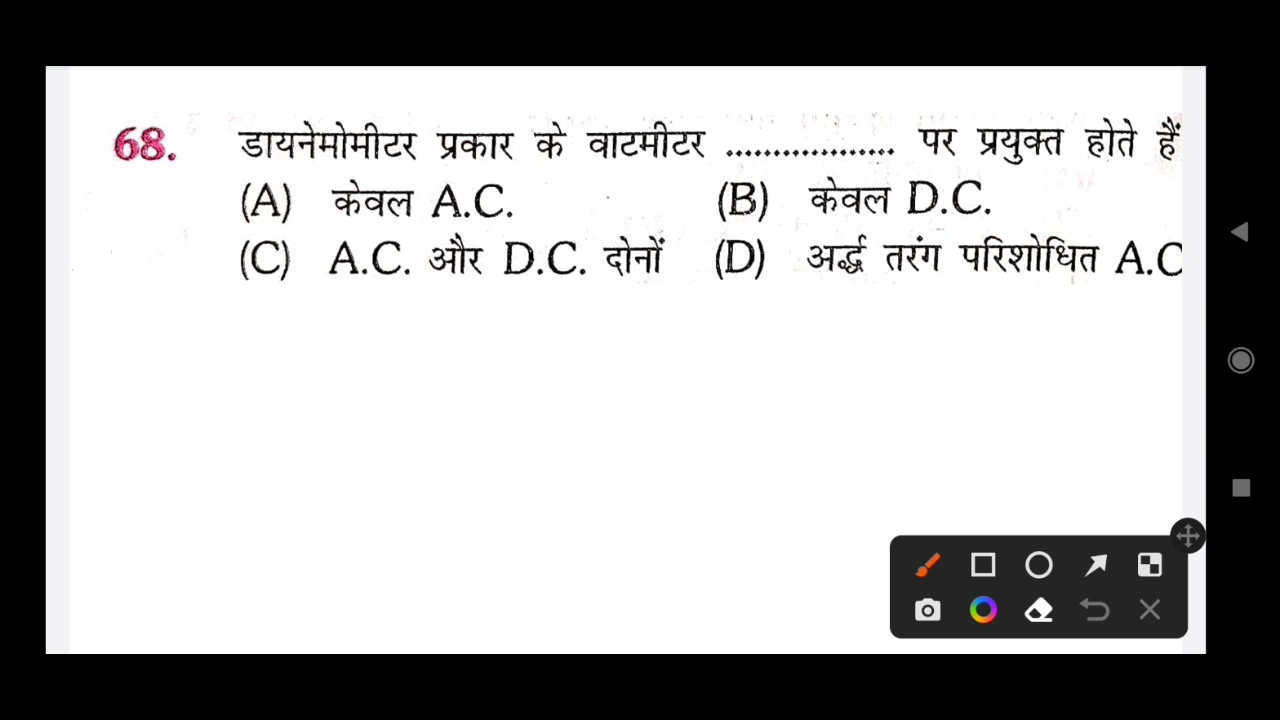 68. डायनेमोमीटर प्रकार के वाटमीटर ................... पर प्रयुक्त होते हैं
(A) केवल A.C. (B) केवल D.C.
(C) A.C. और D.C. दोनों (D) अर्द्ध तरंग परिशोधित A.C